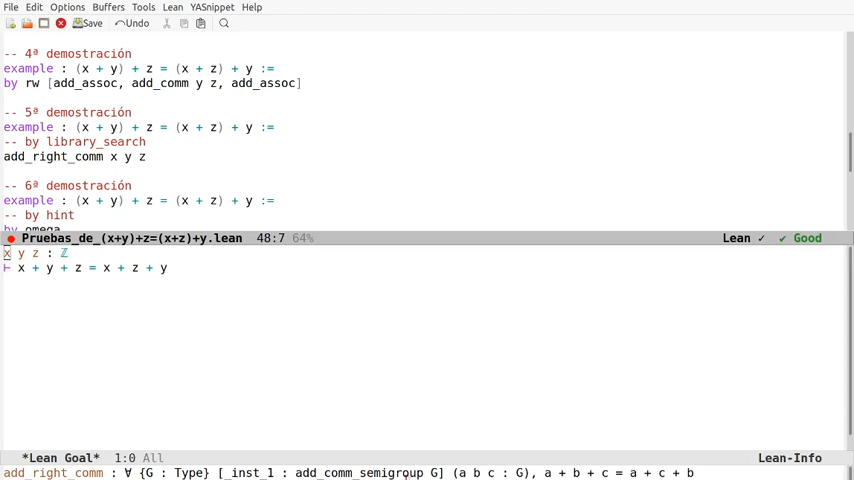 File Edit Options Buffers Tools Lean YASnippet Help
Save Undo
-- 4ª demostración
example : (x + y) + z = (x + z) + y :=
by rw [add_assoc, add_comm y z, add_assoc]
-- 5ª demostración
example : (x + y) + z = (x + z) + y :=
-- by library_search
add_right_comm x y z
-- 6ª demostración
example : (x + y) + z = (x + z) + y :=
-- by hint
by omega
Pruebas_de_(x+y)+z=(x+z)+y.lean 48:7 64% Lean ✓ ✔ Good
x y z : ℤ
⊢ x + y + z = x + z + y
*Lean Goal* 1:0 All Lean-Info
add_right_comm : ∀ {G : Type} [_inst_1 : add_comm_semigroup G] (a b c : G), a + b + c = a + c + b